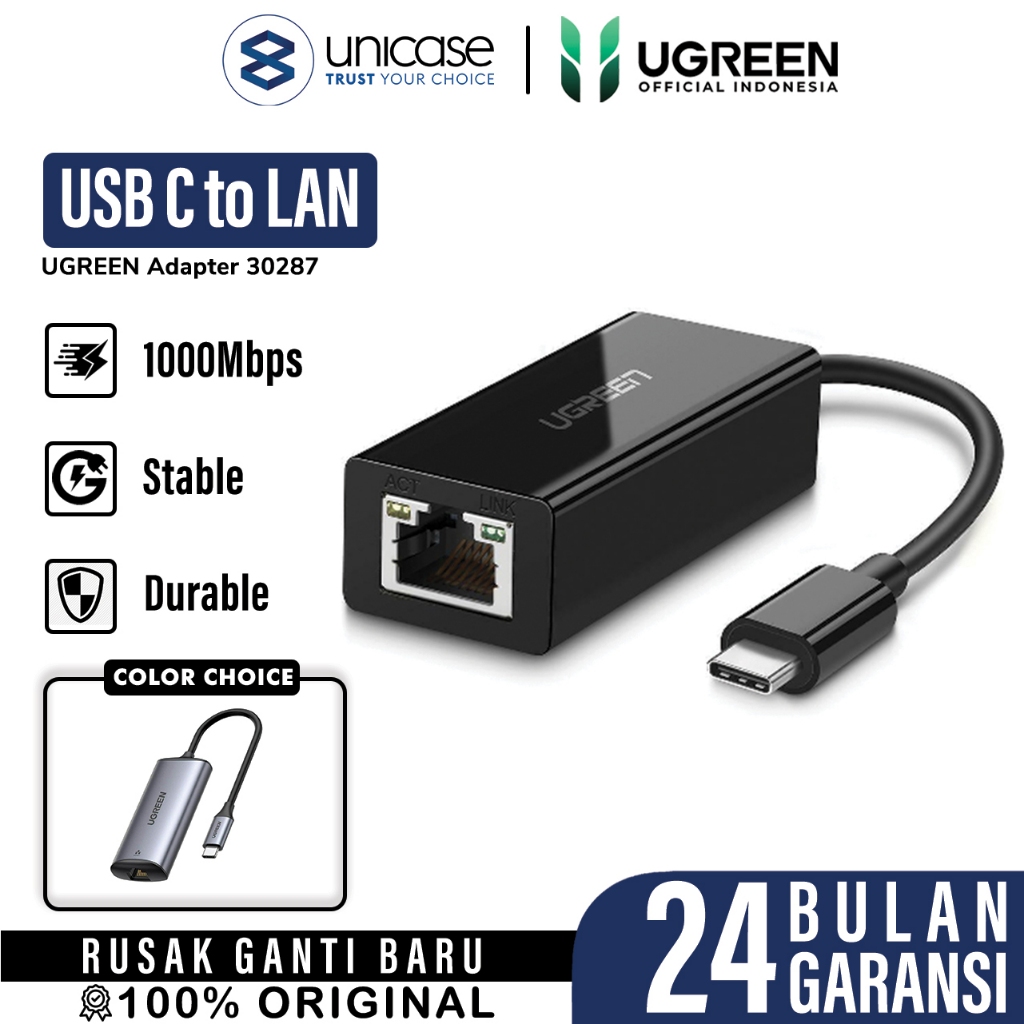 unicase
TRUST YOUR CHOICE
UGREEN
OFFICIAL INDONESIA
USB C to LAN
UGREEN Adapter 30287
1000Mbps
Stable
Durable
UGREEN
ACT
LINK
COLOR CHOICE
UGREEN
24 BULAN
GARANSI
RUSAK GANTI BARU
100% ORIGINAL